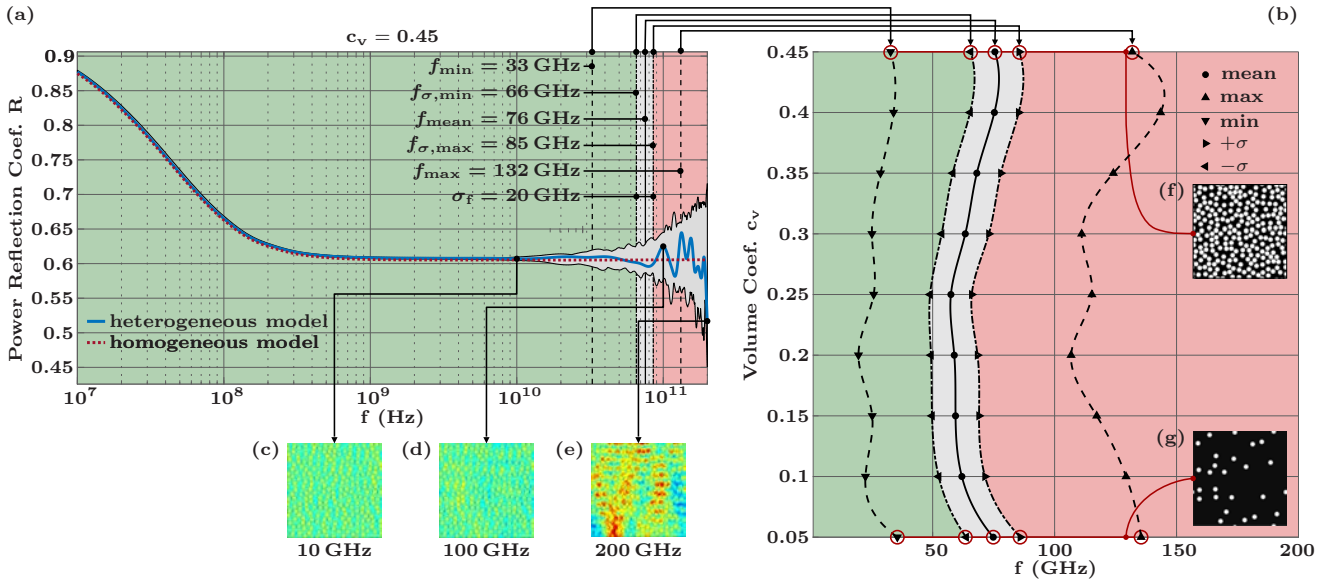 (a)
c_v = 0.45
Power Reflection Coef. R
0.9
0.85
0.8
0.75
0.7
0.65
0.6
0.55
0.5
0.45
f_min = 33 GHz
f_σ,min = 66 GHz
f_mean = 76 GHz
f_σ,max = 85 GHz
f_max = 132 GHz
σ_f = 20 GHz
heterogeneous model
homogeneous model
10^7
10^8
10^9
10^10
10^11
f (Hz)
(c)
10 GHz
(d)
100 GHz
(e)
200 GHz
(b)
Volume Coef. c_v
0.45
0.4
0.35
0.3
0.25
0.2
0.15
0.1
0.05
mean
max
min
+σ
−σ
(f)
(g)
50
100
150
200
f (GHz)